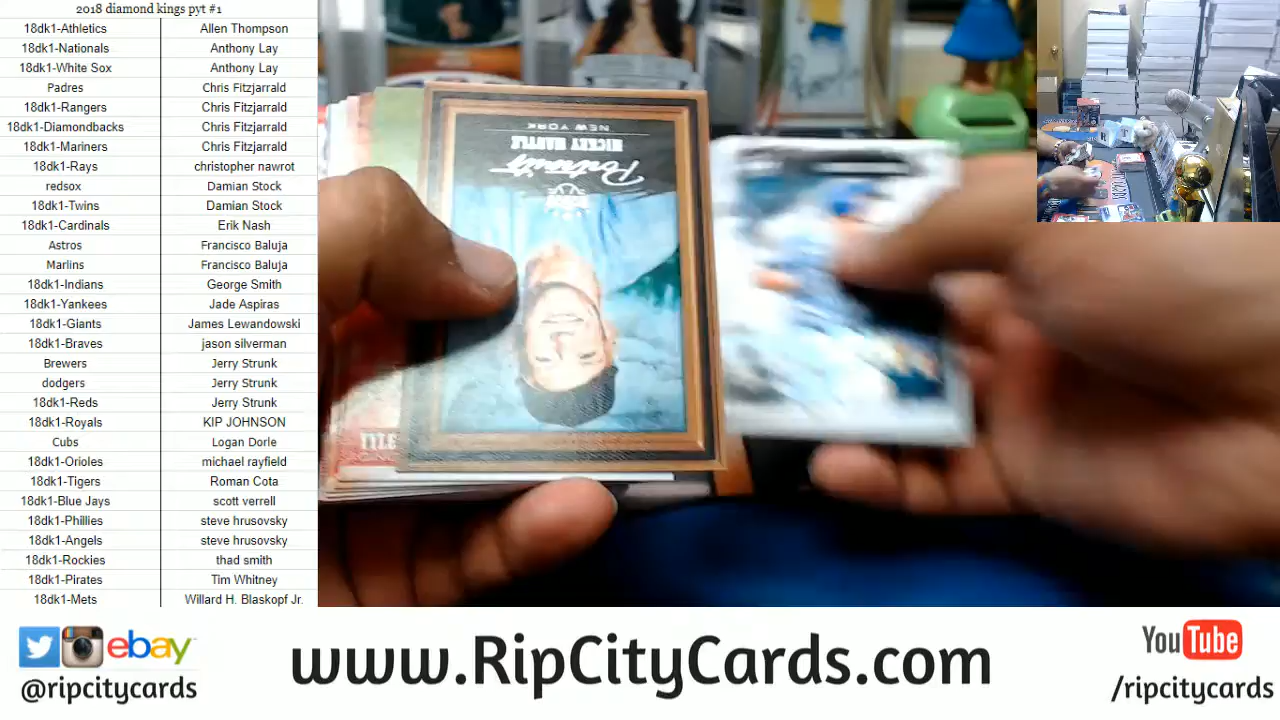 2018 diamond kings pyt #1
18dk1-Athletics Allen Thompson
18dk1-Nationals Anthony Lay
18dk1-White Sox Anthony Lay
Padres Chris Fitzjarrald
18dk1-Rangers Chris Fitzjarrald
18dk1-Diamondbacks Chris Fitzjarrald
18dk1-Mariners Chris Fitzjarrald
18dk1-Rays christopher nawrot
redsox Damian Stock
18dk1-Twins Damian Stock
18dk1-Cardinals Erik Nash
Astros Francisco Baluja
Marlins Francisco Baluja
18dk1-Indians George Smith
18dk1-Yankees Jade Aspiras
18dk1-Giants James Lewandowski
18dk1-Braves jason silverman
Brewers Jerry Strunk
dodgers Jerry Strunk
18dk1-Reds Jerry Strunk
18dk1-Royals KIP JOHNSON
Cubs Logan Dorle
18dk1-Orioles michael rayfield
18dk1-Tigers Roman Cota
18dk1-Blue Jays scott verrell
18dk1-Phillies steve hrusovsky
18dk1-Angels steve hrusovsky
18dk1-Rockies thad smith
18dk1-Pirates Tim Whitney
18dk1-Mets Willard H. Blaskopf Jr.
NEW YORK
MICKEY MANTLE
Portraits
TYLE
ebay
@ripcitycards
www.RipCityCards.com
YouTube
/ripcitycards